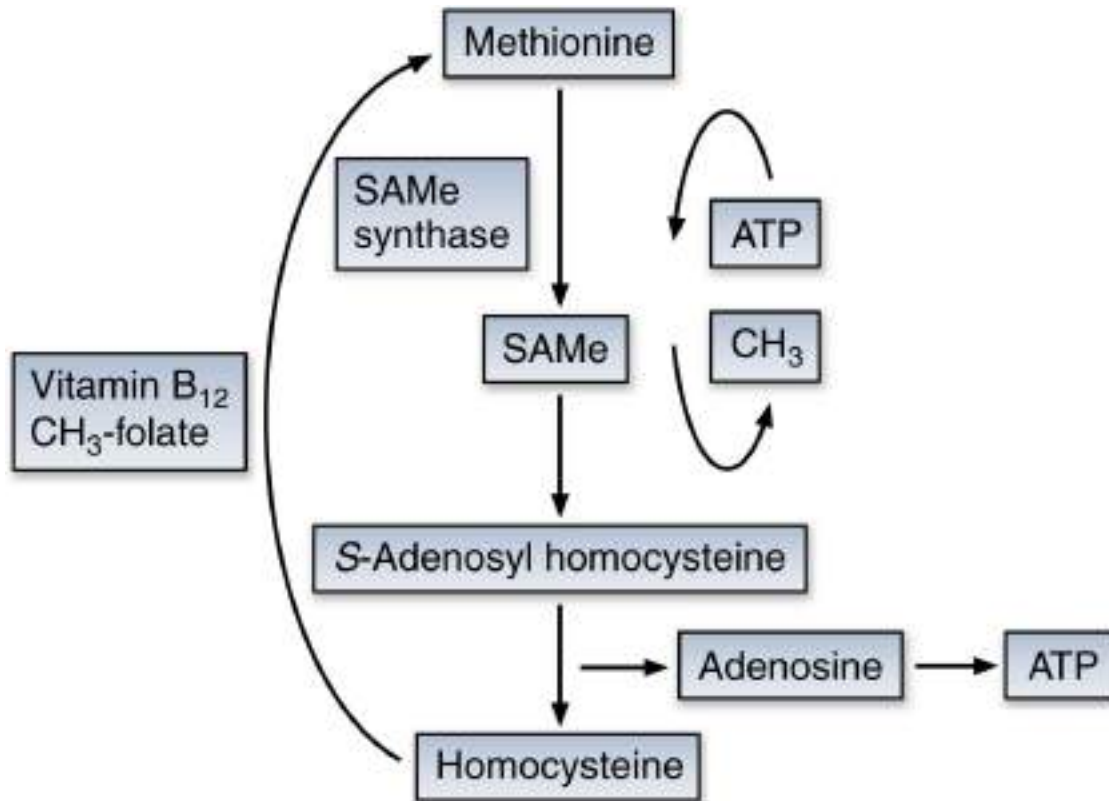 Methionine
SAMe
synthase
ATP
SAMe
CH₃
Vitamin B₁₂
CH₃-folate
S-Adenosyl homocysteine
Adenosine
ATP
Homocysteine